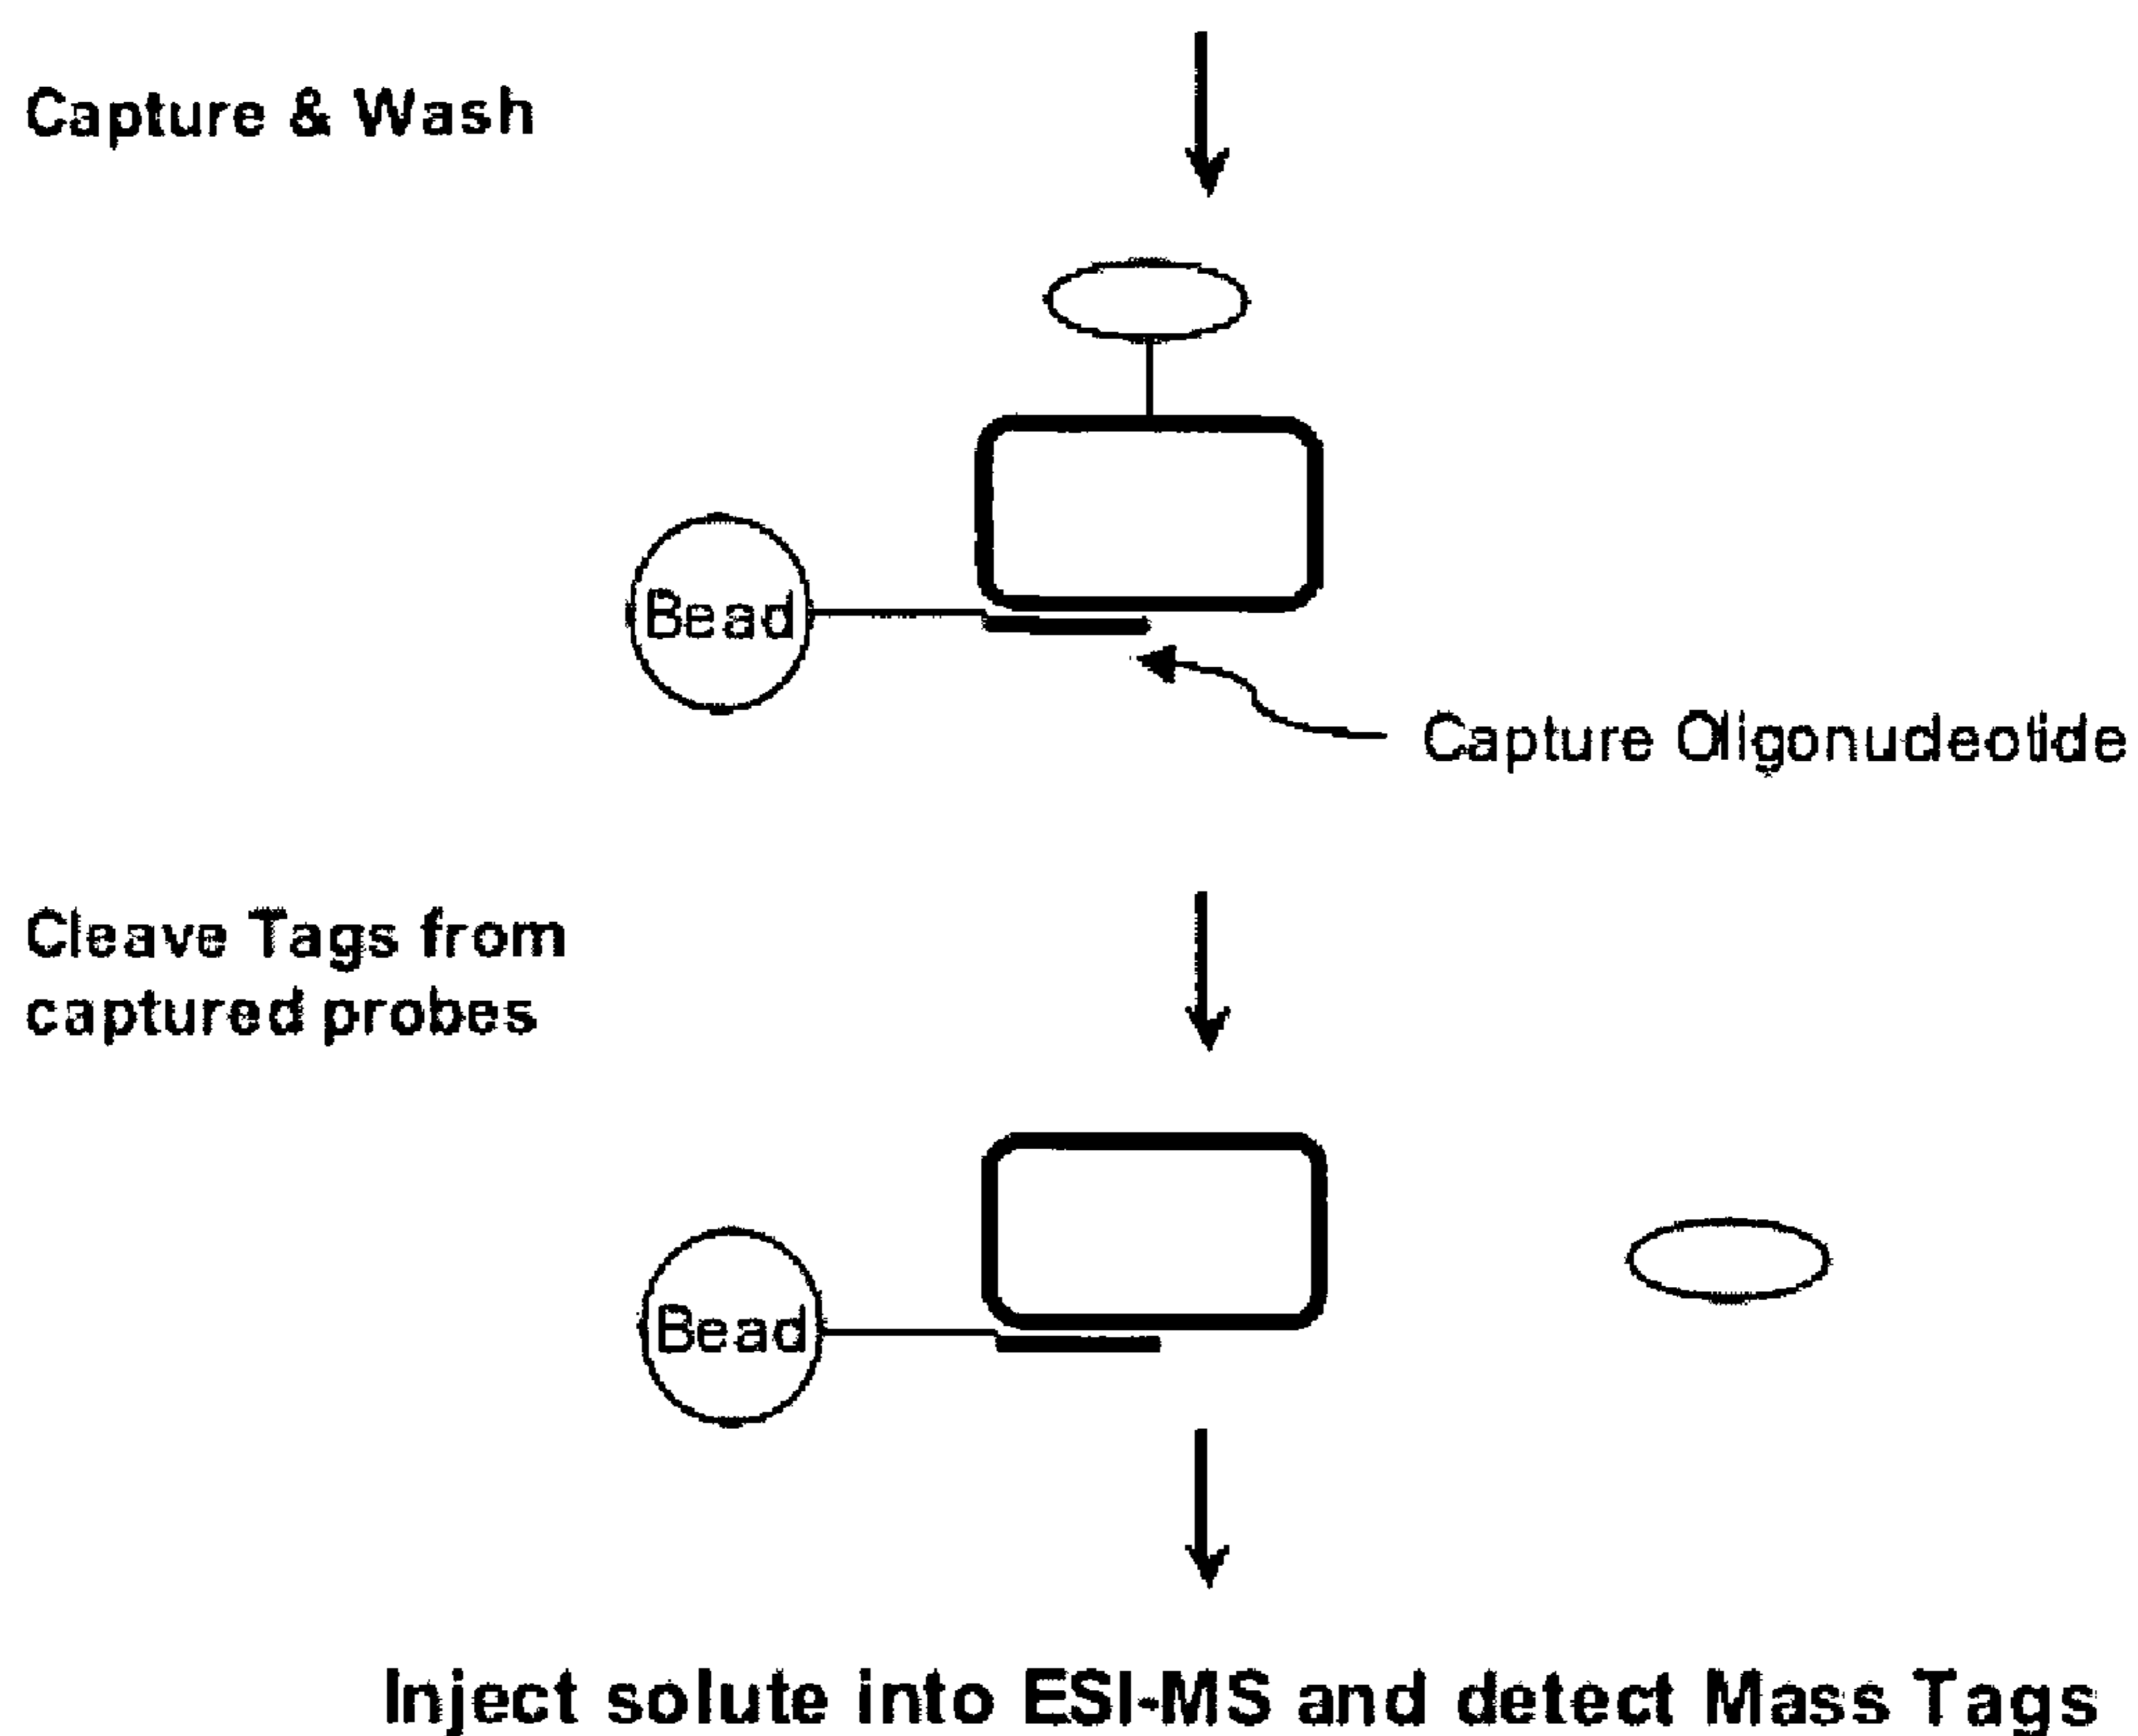 Capture & Wash
Bead
Capture Oligonucleotide
Cleave Tags from
captured probes
Bead
Inject solute into ESI-MS and detect Mass Tags